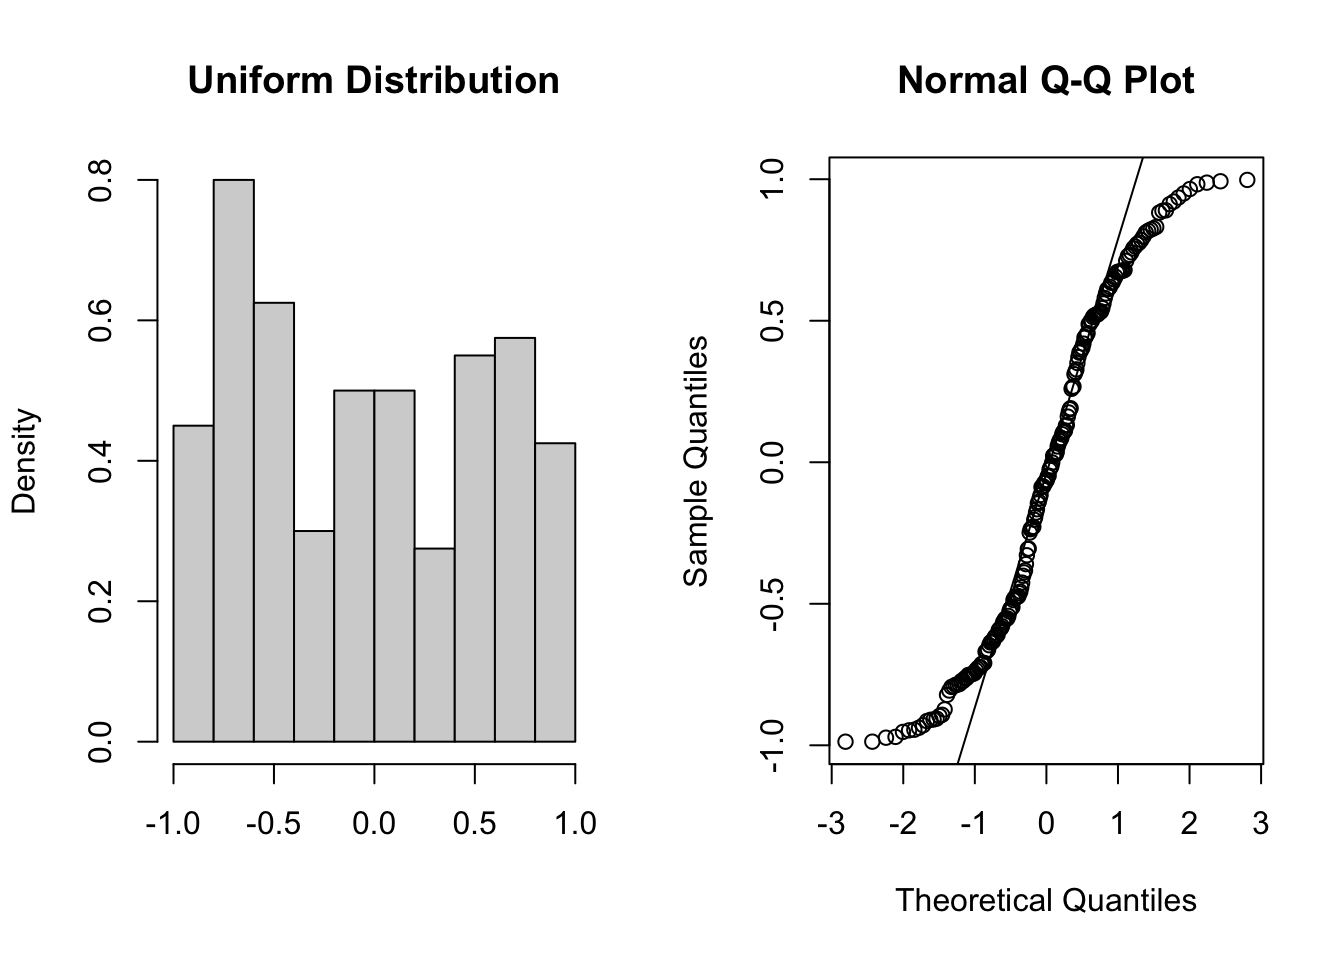 Uniform Distribution
Density
0.8
0.6
0.4
0.2
0.0
-1.0 -0.5 0.0 0.5 1.0
Normal Q-Q Plot
Sample Quantiles
1.0
0.5
0.0
-0.5
-1.0
-3 -2 -1 0 1 2 3
Theoretical Quantiles